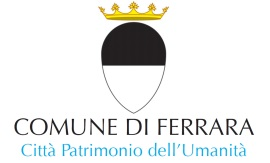 COMUNE DI FERRARA
Città Patrimonio dell'Umanità